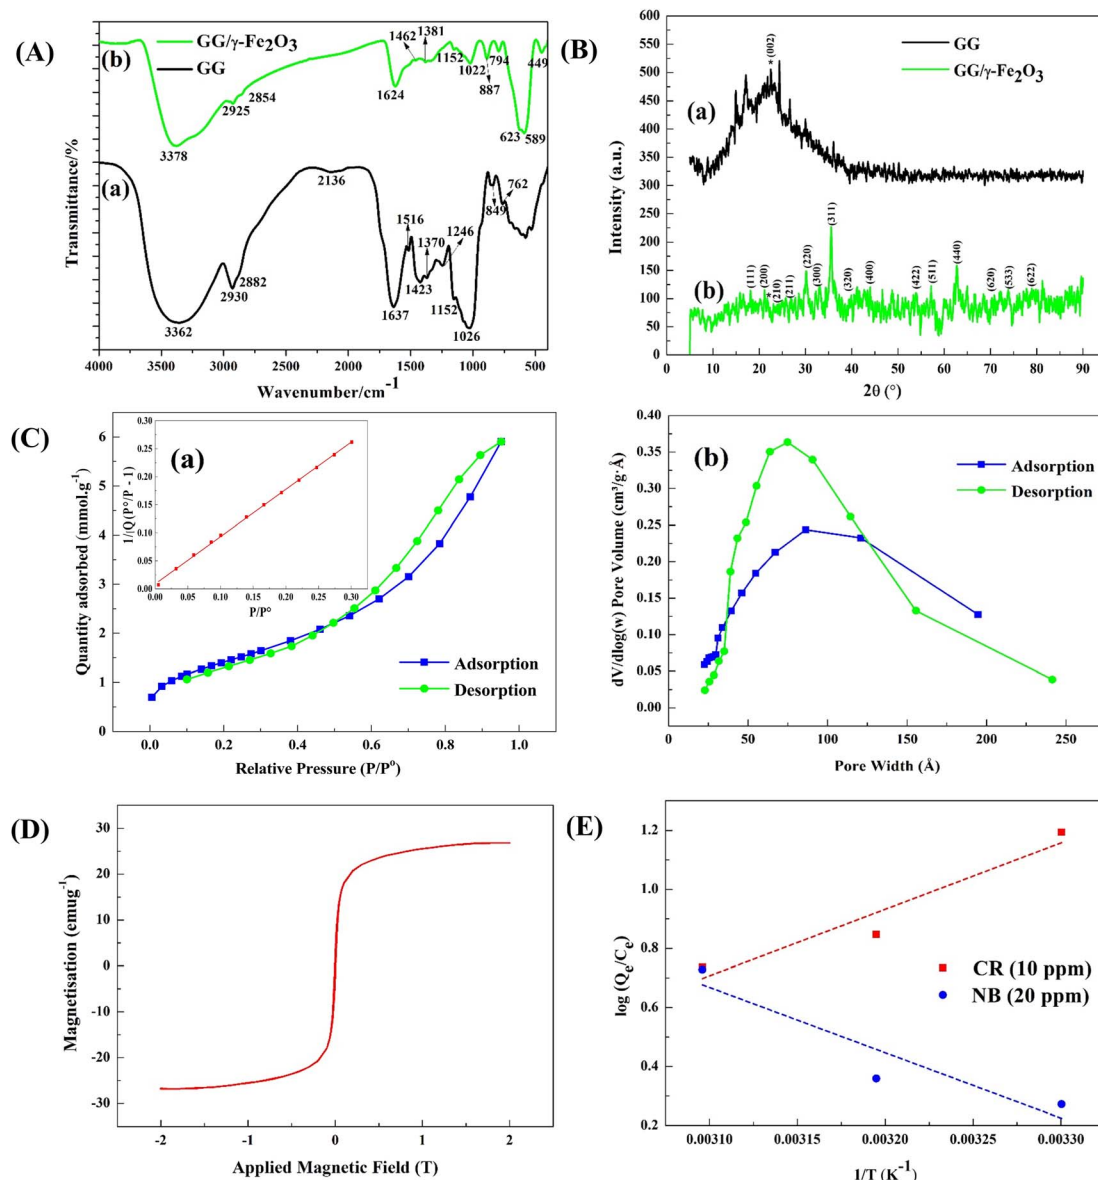 (A)
GG/γ-Fe2O3
GG
(b)
(a)
1462
1381
1152
1022
794
887
449
1624
2925
2854
3378
623
589
2136
1516
1370
1246
762
849
2882
2930
1423
1152
1637
3362
1026
Transmittance/%
4000 3500 3000 2500 2000 1500 1000 500
Wavenumber/cm-1
(B)
GG
GG/γ-Fe2O3
(a)
* (002)
(b)
(111)
(200)
*
(210)
(211)
(220)
(300)
(311)
(320)
(400)
(422)
(511)
(440)
(620)
(533)
(622)
600
550
500
450
400
350
300
250
200
150
100
50
0
Intensity (a.u.)
0 10 20 30 40 50 60 70 80 90
2θ (°)
(C)
(a)
0.30
0.25
0.20
0.15
0.10
0.05
0.00
1/(Q (P°/P - 1)
0.00 0.05 0.10 0.15 0.20 0.25 0.30
P/P°
6
5
4
3
2
1
0
Quantity adsorbed (mmol.g-1)
Adsorption
Desorption
0.0 0.2 0.4 0.6 0.8 1.0
Relative Pressure (P/Po)
(b)
Adsorption
Desorption
0.40
0.35
0.30
0.25
0.20
0.15
0.10
0.05
0.00
dV/dlog(w) Pore Volume (cm³/g·Å)
0 50 100 150 200 250
Pore Width (Å)
(D)
30
20
10
0
-10
-20
-30
Magnetisation (emug-1)
-2 -1 0 1 2
Applied Magnetic Field (T)
(E)
1.2
1.0
0.8
0.6
0.4
0.2
log (Qe/Ce)
CR (10 ppm)
NB (20 ppm)
0.00310 0.00315 0.00320 0.00325 0.00330
1/T (K-1)